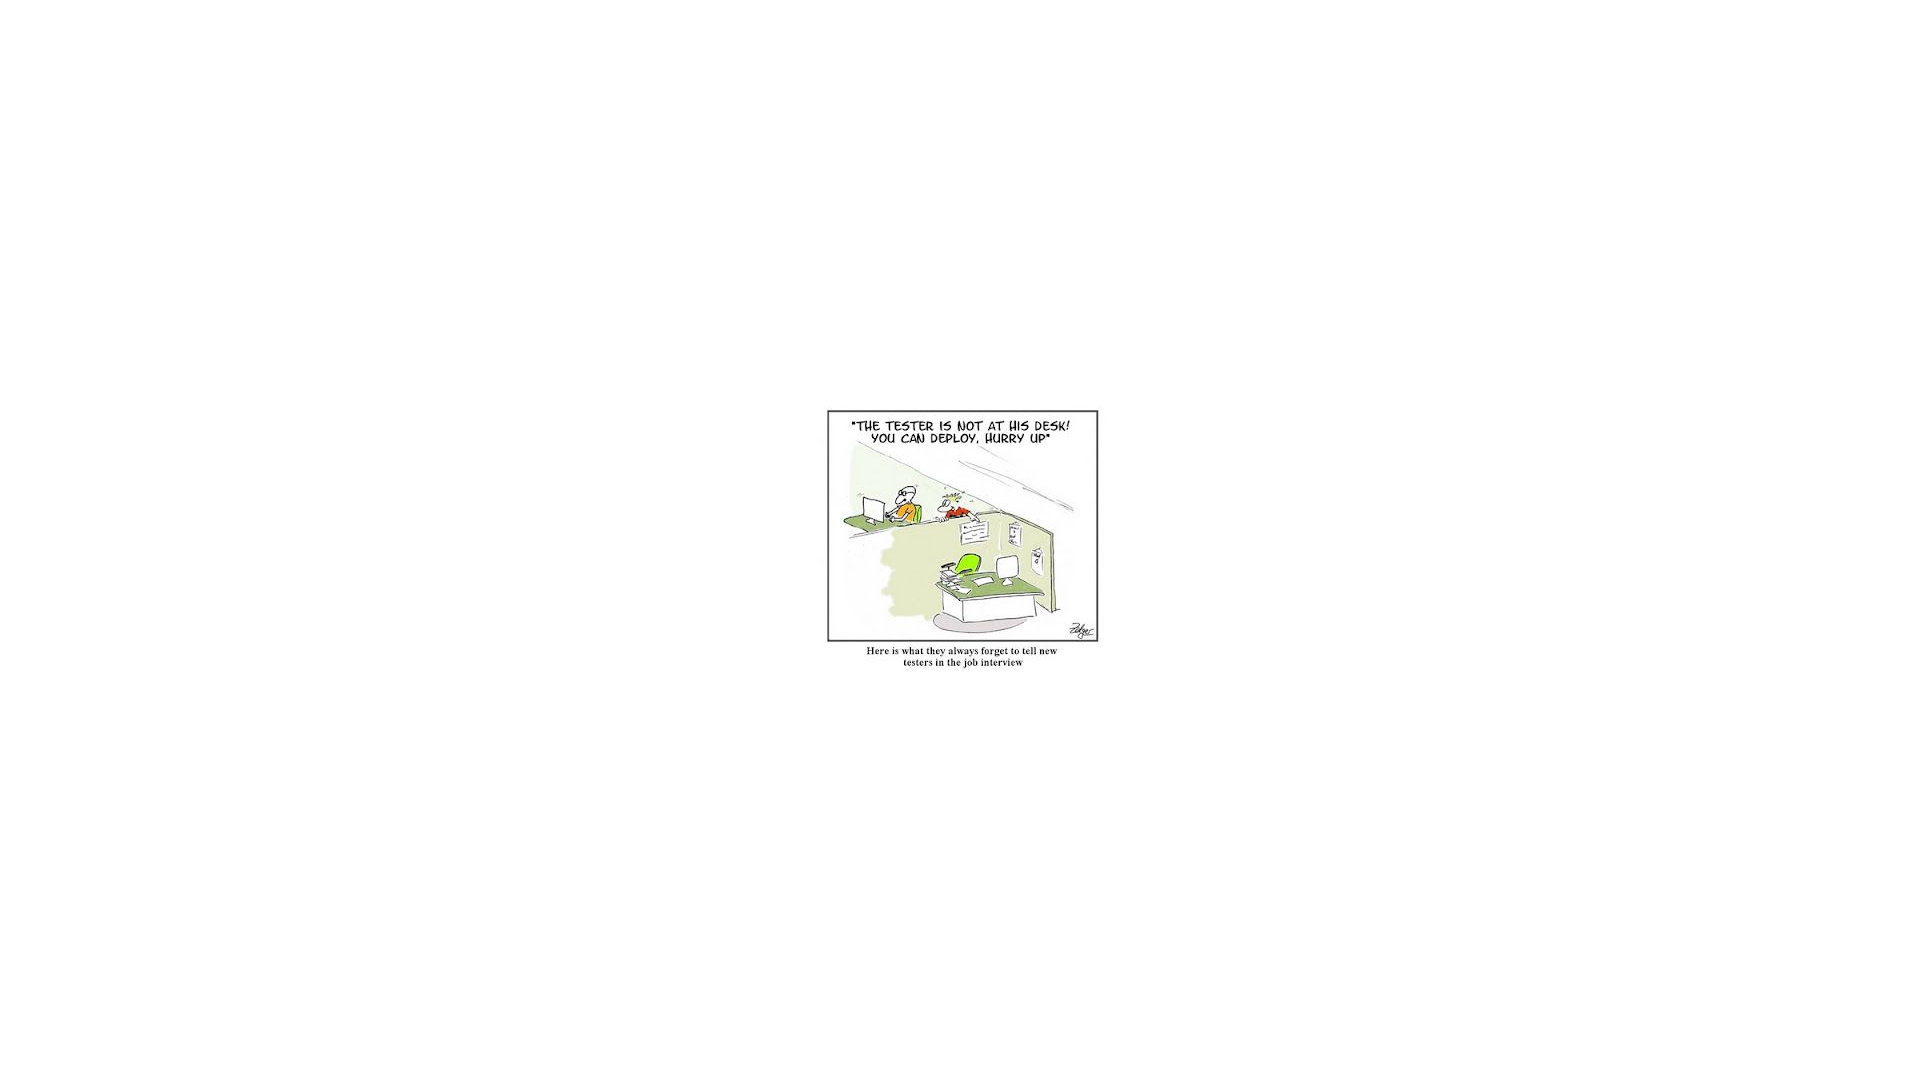 "THE TESTER IS NOT AT HIS DESK!
YOU CAN DEPLOY, HURRY UP"
Zelger
Here is what they always forget to tell new
testers in the job interview